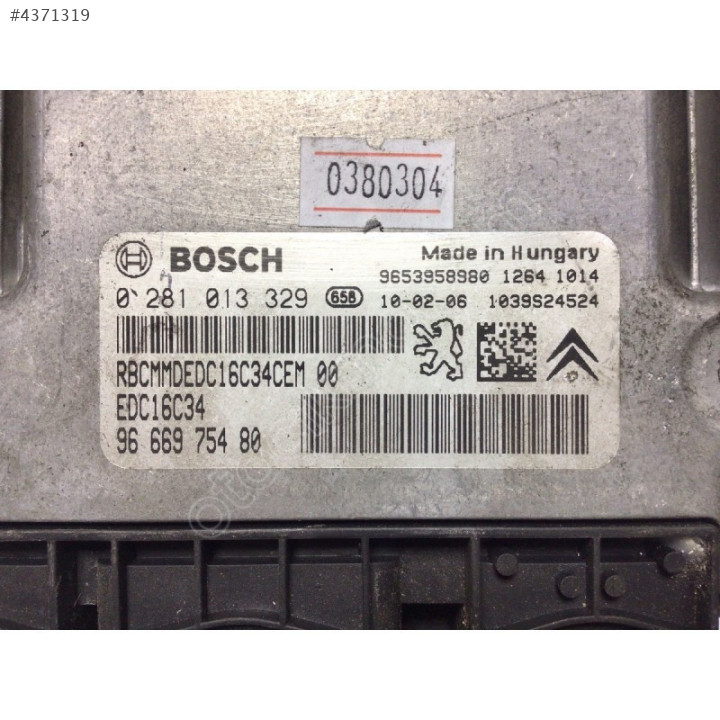 #4371319
0380304
BOSCH
Made in Hungary
9653958980 1264 1014
0 281 013 329 65B
10-02-06 1039S24524
RBCMMDEDC16C34CEM 00
EDC16C34
96 669 754 80